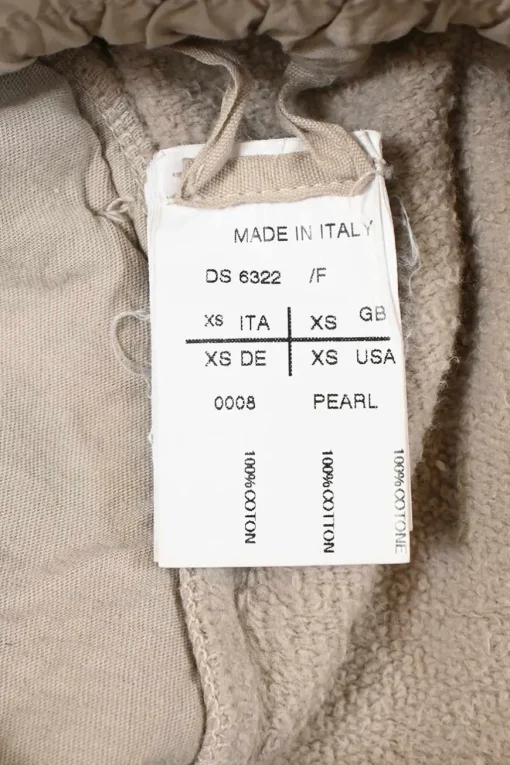 MADE IN ITALY
DS 6322 /F
XS ITA XS GB
XS DE XS USA
0008 PEARL
100% COTON
100% COTTON
100% COTONE